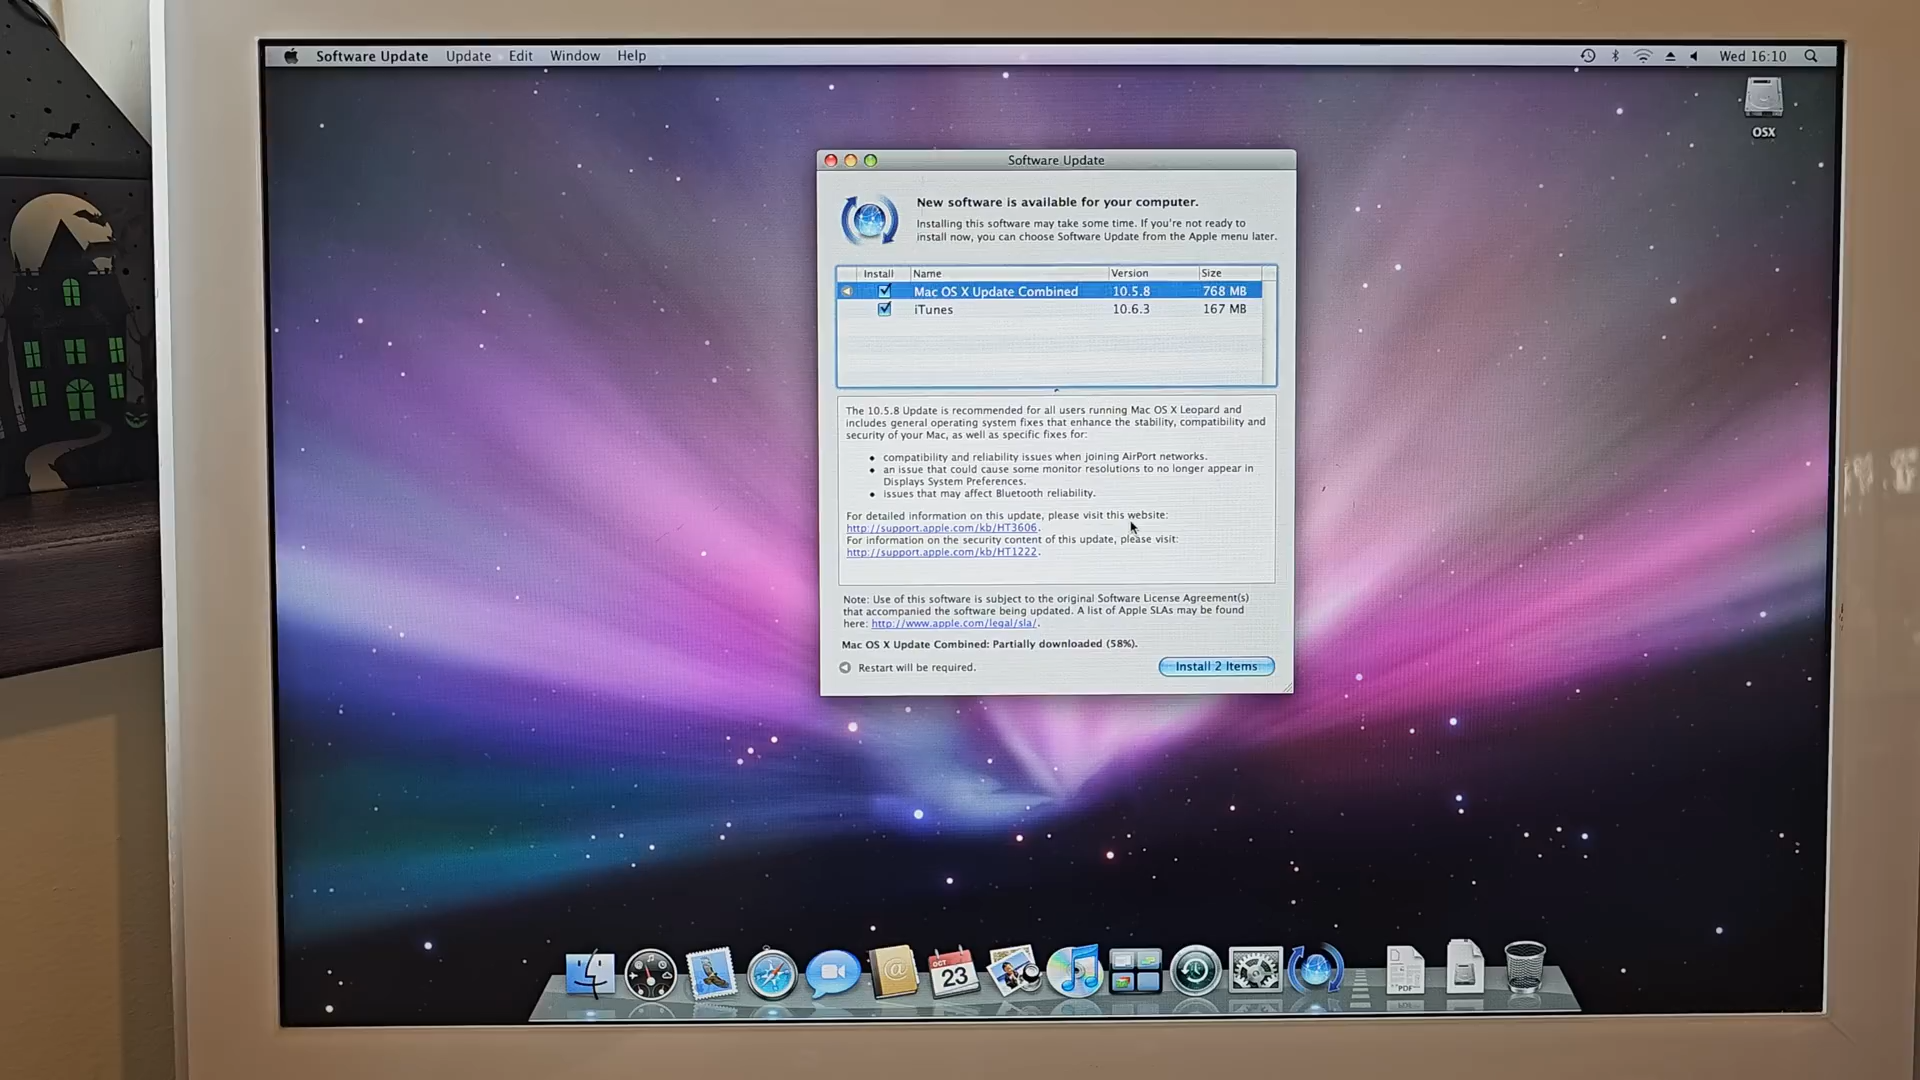 Software Update Update Edit Window Help Wed 16:10
OSX
Software Update
New software is available for your computer.
Installing this software may take some time. If you're not ready to
install now, you can choose Software Update from the Apple menu later.
Install Name Version Size
Mac OS X Update Combined 10.5.8 768 MB
iTunes 10.6.3 167 MB
The 10.5.8 Update is recommended for all users running Mac OS X Leopard and
includes general operating system fixes that enhance the stability, compatibility and
security of your Mac, as well as specific fixes for:
• compatibility and reliability issues when joining AirPort networks.
• an issue that could cause some monitor resolutions to no longer appear in
Displays System Preferences.
• issues that may affect Bluetooth reliability.
For detailed information on this update, please visit this website:
http://support.apple.com/kb/HT3606.
For information on the security content of this update, please visit:
http://support.apple.com/kb/HT1222.
Note: Use of this software is subject to the original Software License Agreement(s)
that accompanied the software being updated. A list of Apple SLAs may be found
here: http://www.apple.com/legal/sla/.
Mac OS X Update Combined: Partially downloaded (58%).
Restart will be required. Install 2 Items
OCT
23
PDF